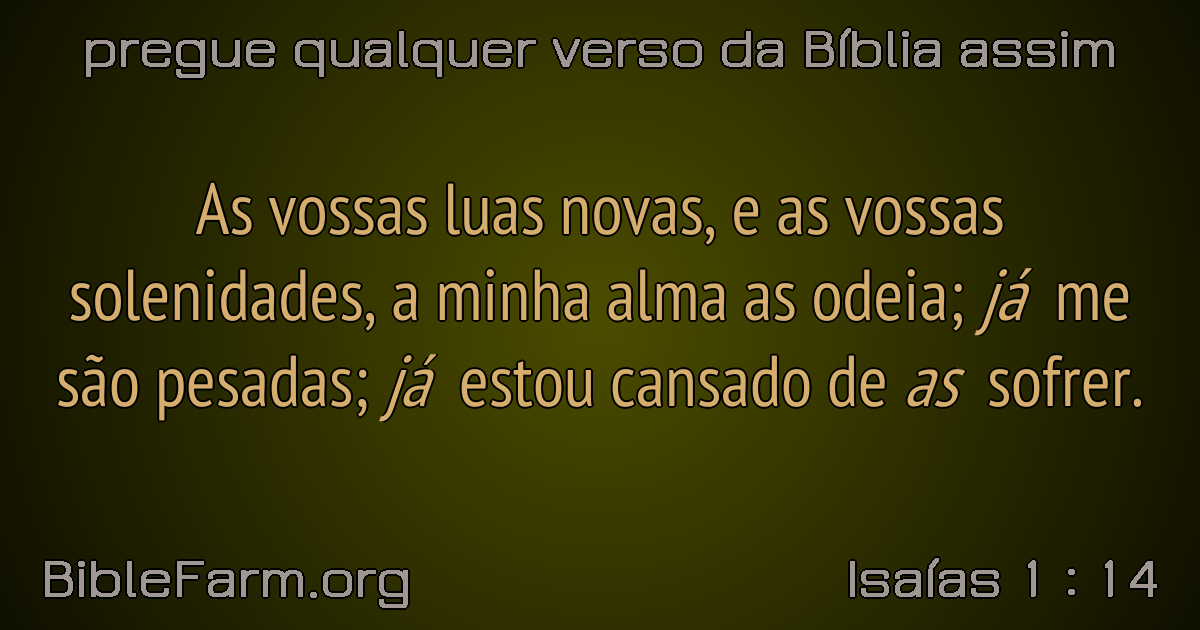 pregue qualquer verso da Bíblia assim
As vossas luas novas, e as vossas
solenidades, a minha alma as odeia; já me
são pesadas; já estou cansado de as sofrer.
BibleFarm.org
Isaías 1 : 14